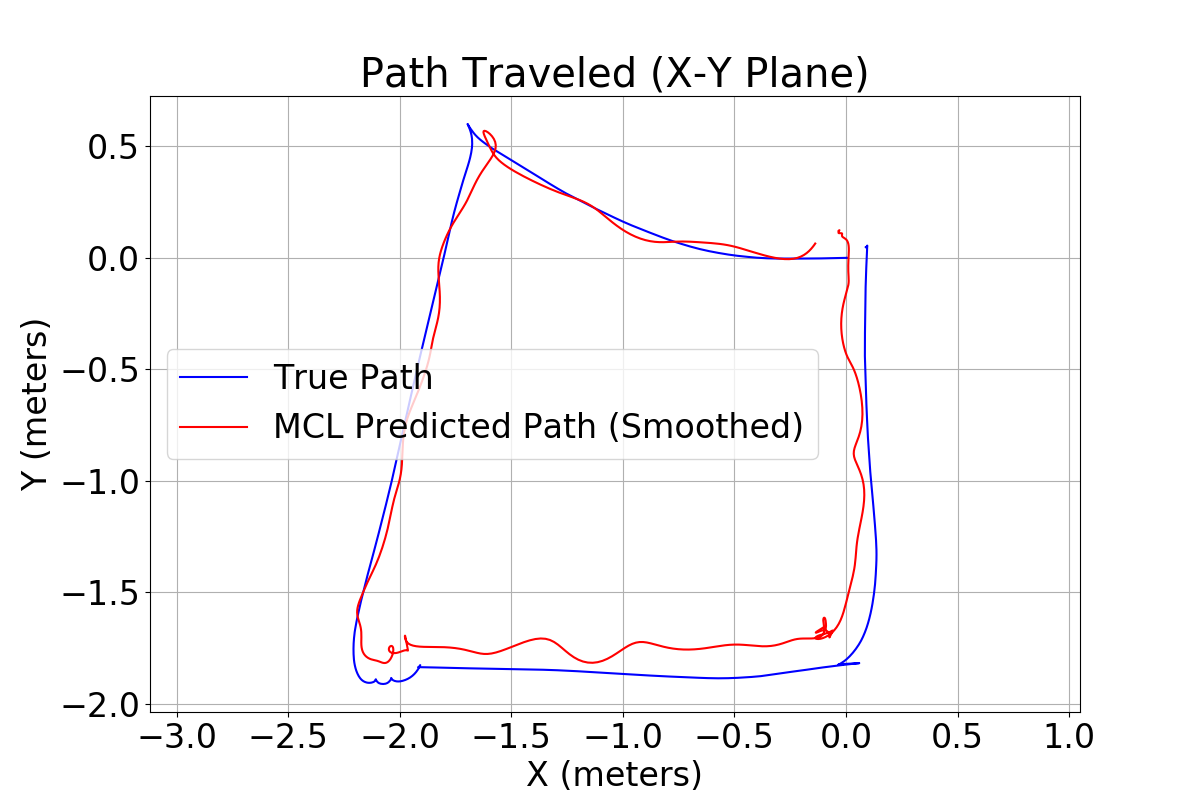 Path Traveled (X-Y Plane)
0.5
0.0
−0.5
−1.0
−1.5
−2.0
Y (meters)
True Path
MCL Predicted Path (Smoothed)
−3.0 −2.5 −2.0 −1.5 −1.0 −0.5 0.0 0.5 1.0
X (meters)